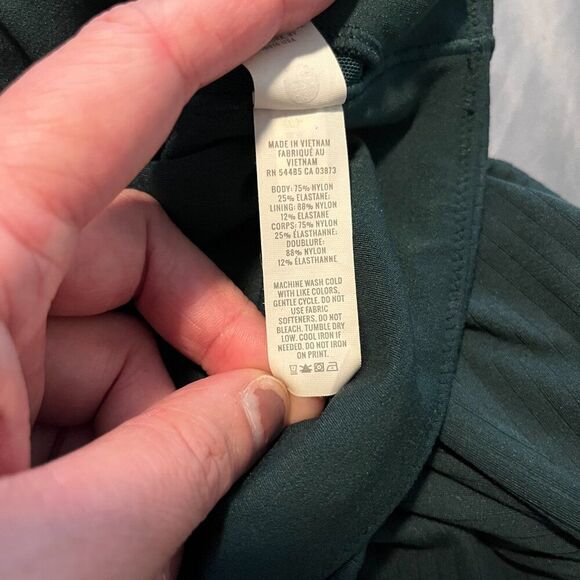 MADE IN VIETNAM
FABRIQUÉ AU
VIETNAM
RN 54485 CA 03873
BODY: 75% NYLON
25% ELASTANE;
LINING: 88% NYLON
12% ELASTANE
CORPS: 75% NYLON
25% ÉLASTHANNE;
DOUBLURE:
88% NYLON
12% ÉLASTHANNE
MACHINE WASH COLD
WITH LIKE COLORS,
GENTLE CYCLE. DO NOT
USE FABRIC
SOFTENERS. DO NOT
BLEACH. TUMBLE DRY
LOW. COOL IRON IF
NEEDED. DO NOT IRON
ON PRINT.